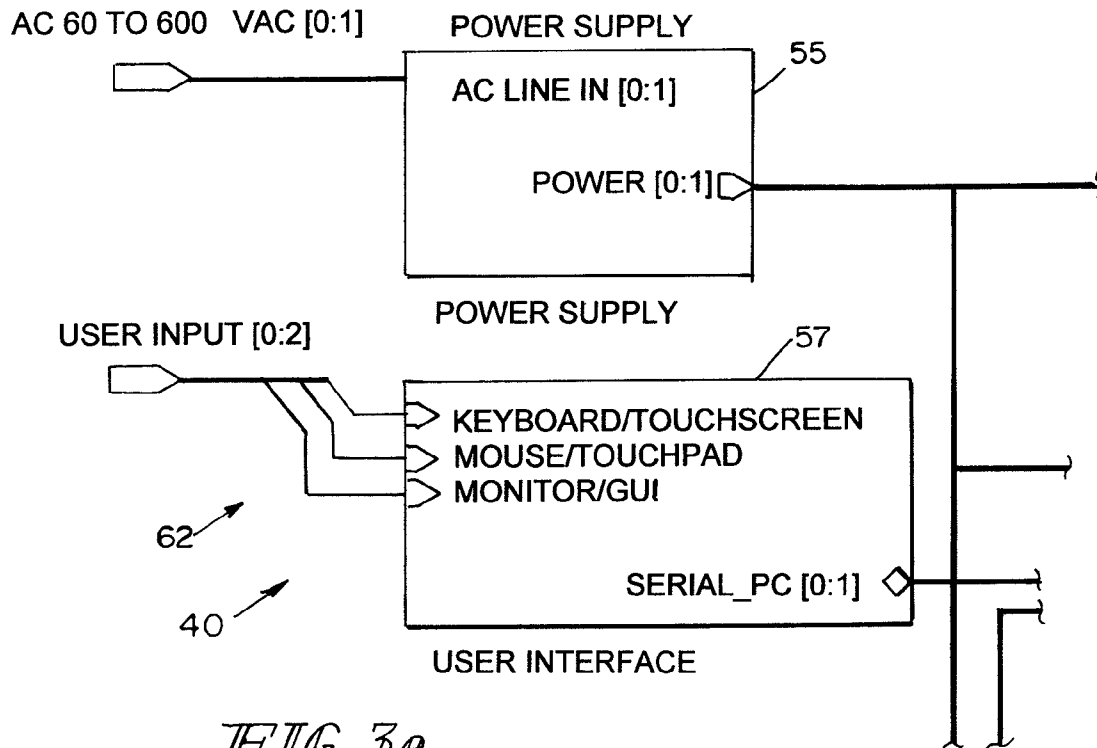 AC 60 TO 600 VAC [0:1]
POWER SUPPLY
55
AC LINE IN [0:1]
POWER [0:1]
POWER SUPPLY
USER INPUT [0:2]
57
KEYBOARD/TOUCHSCREEN
MOUSE/TOUCHPAD
MONITOR/GUI
62
SERIAL_PC [0:1]
40
USER INTERFACE
FIG. 3a